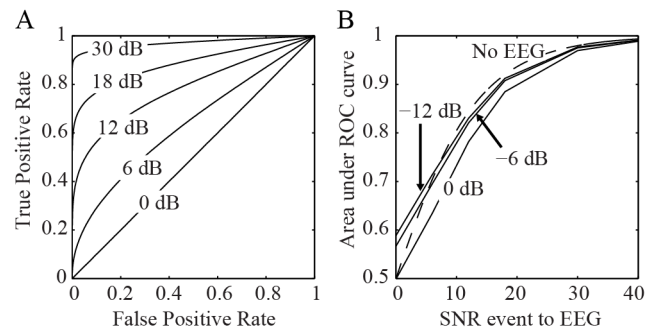 A
True Positive Rate
1
0.8
0.6
0.4
0.2
0
30 dB
18 dB
12 dB
6 dB
0 dB
0 0.2 0.4 0.6 0.8 1
False Positive Rate
B
Area under ROC curve
1
0.9
0.8
0.7
0.6
0.5
No EEG
−12 dB
−6 dB
0 dB
0 10 20 30 40
SNR event to EEG